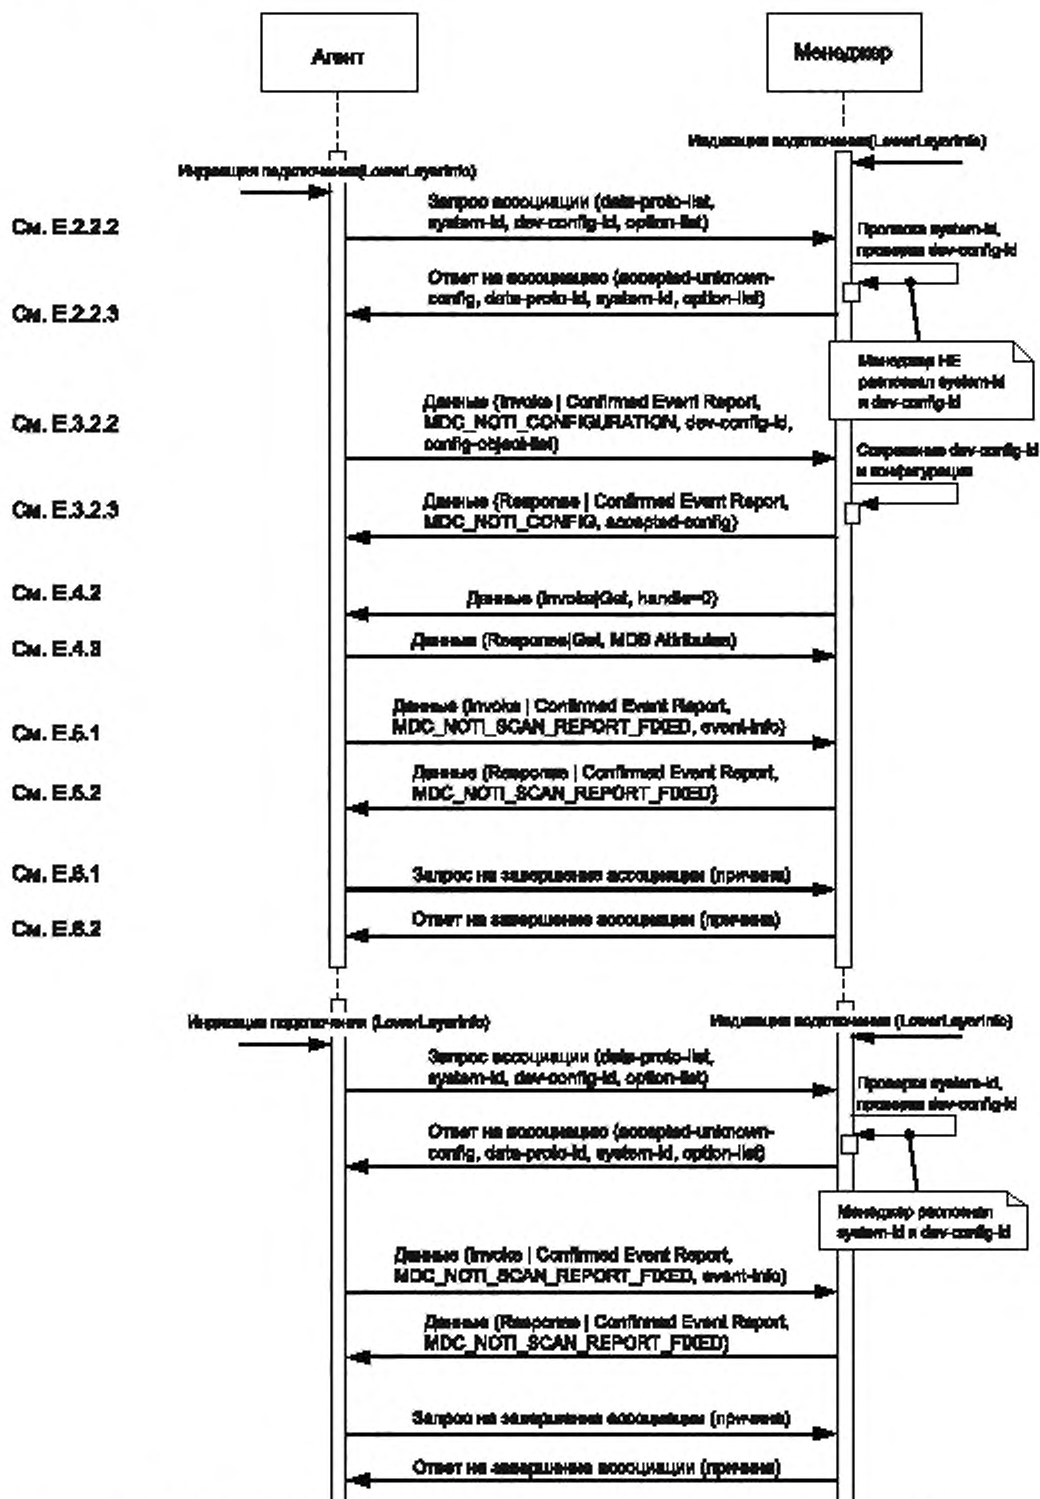 Агент
Менеджер
Индикация подключения(LowerLayerInfo)
Индикация подключения(LowerLayerInfo)
См. E.2.2.2
Запрос ассоциации (data-proto-list,
system-id, dev-config-id, option-list)
system-id,
проверка dev-config-id
См. E.2.2.3
Ответ на ассоциацию (accepted-unknown-
config, data-proto-id, system-id, option-list)
Менеджер НЕ
распознал system-id
и dev-config-id
См. E.3.2.2
Данные (Invoke | Confirmed Event Report,
MDC_NOTI_CONFIGURATION, dev-config-id,
config-object-list)
Сохранение dev-config-id
и конфигурации
См. E.3.2.3
Данные (Response | Confirmed Event Report,
MDC_NOTI_CONFIG, accepted-config)
См. E.4.2
Данные (Invoke|Get, handle=0)
См. E.4.3
Данные (Response|Get, MDS Attributes)
См. E.5.1
Данные (Invoke | Confirmed Event Report,
MDC_NOTI_SCAN_REPORT_FIXED, event-info)
См. E.5.2
Данные (Response | Confirmed Event Report,
MDC_NOTI_SCAN_REPORT_FIXED)
См. E.6.1
Запрос на завершение ассоциации (причина)
См. E.6.2
Ответ на завершение ассоциации (причина)
Индикация подключения (LowerLayerInfo)
Индикация подключения (LowerLayerInfo)
Запрос ассоциации (data-proto-list,
system-id, dev-config-id, option-list)
Проверка system-id,
проверка dev-config-id
Ответ на ассоциацию (accepted-unknown-
config, data-proto-id, system-id, option-list)
Менеджер распознал
system-id и dev-config-id
Данные (Invoke | Confirmed Event Report,
MDC_NOTI_SCAN_REPORT_FIXED, event-info)
Данные (Response | Confirmed Event Report,
MDC_NOTI_SCAN_REPORT_FIXED)
Запрос на завершение ассоциации (причина)
Ответ на завершение ассоциации (причина)